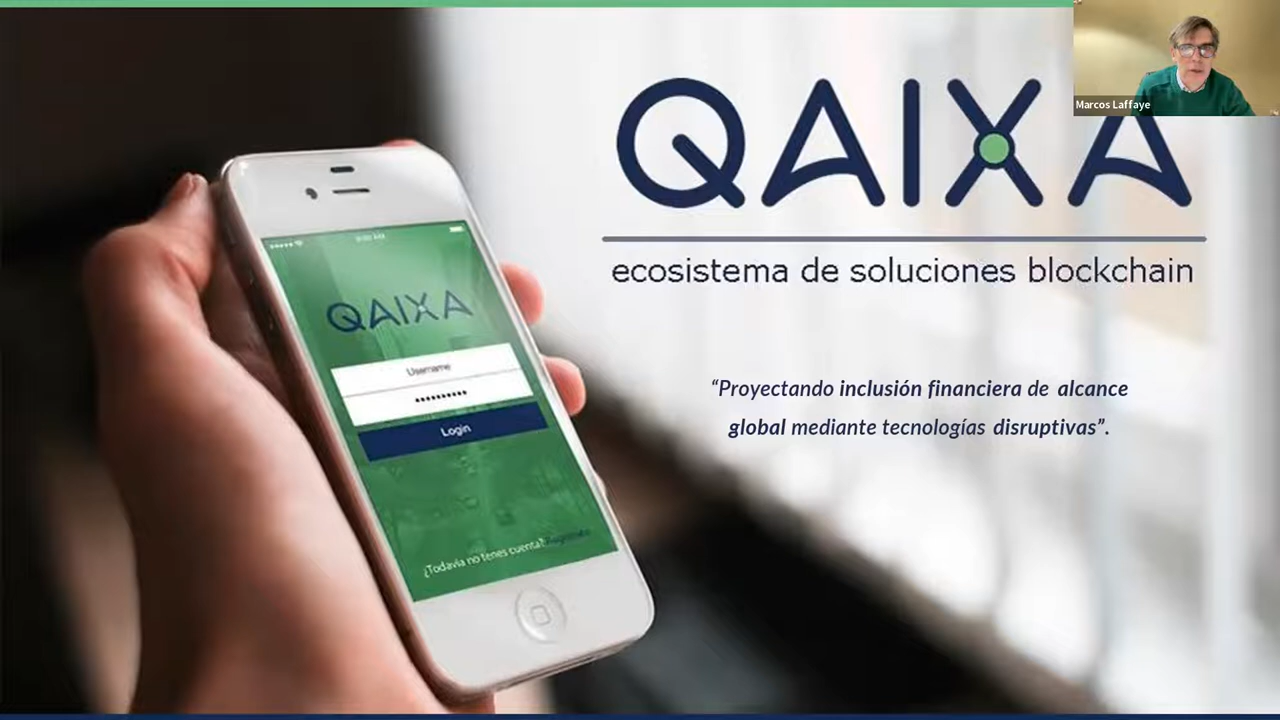 QAIXA
Marcos Laffaye
ecosistema de soluciones blockchain
“Proyectando inclusión financiera de alcance
global mediante tecnologías disruptivas”.
QAIXA
Username
Login
¿Todavía no tenes cuenta?